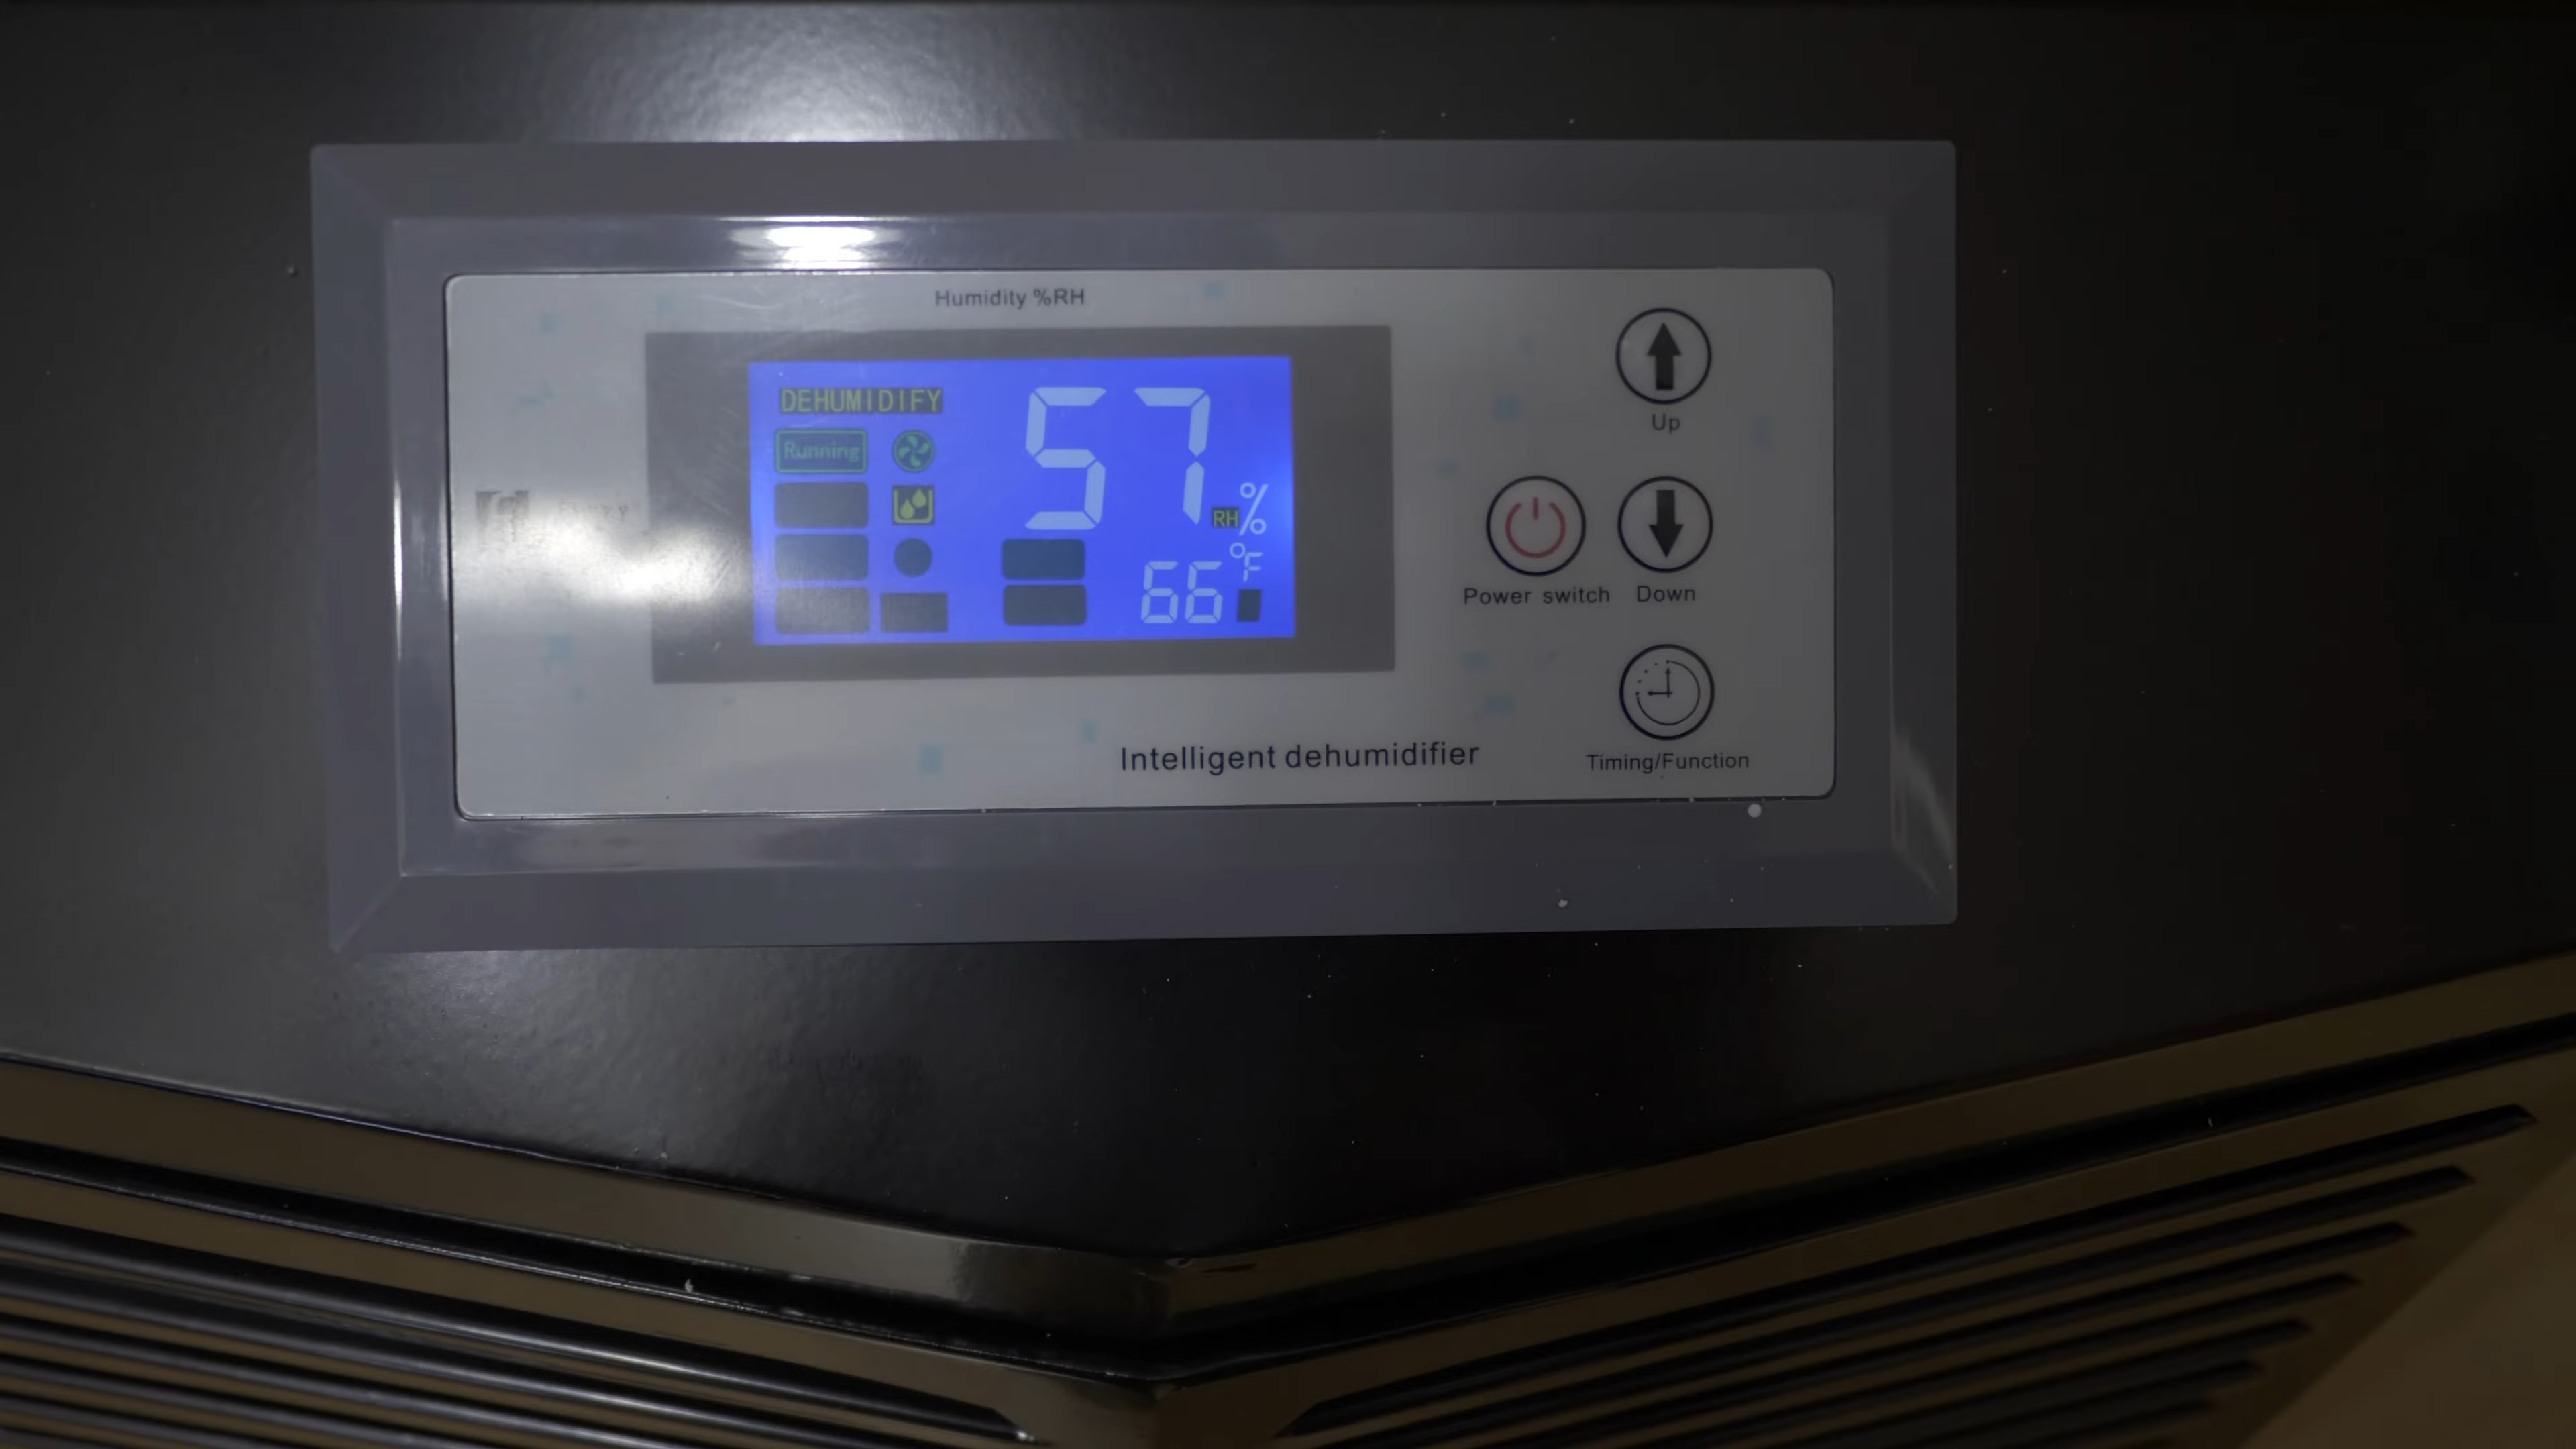 Humidity %RH
DEHUMIDIFY
Running
57
RH %
66 °F
Up
Power switch
Down
Intelligent dehumidifier
Timing/Function